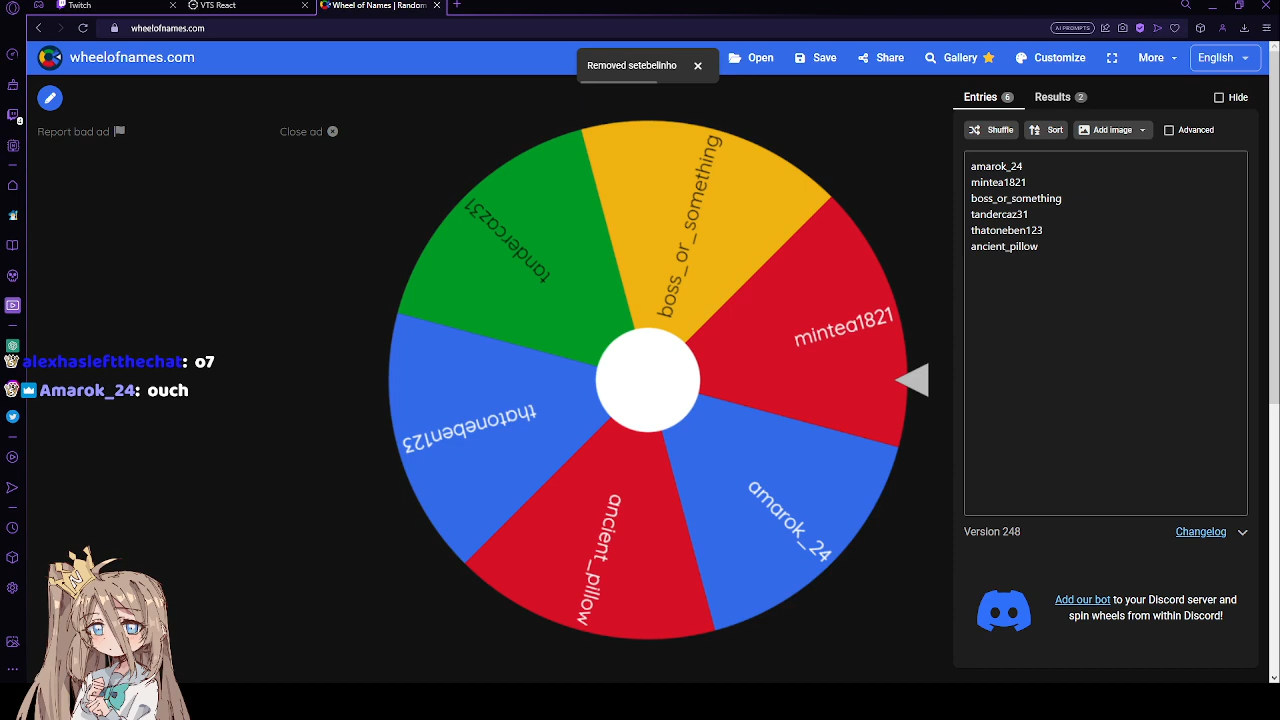 Twitch
VTS React
Wheel of Names | Random
wheelofnames.com
AI PROMPTS
wheelofnames.com
Removed setebelinho
Open
Save
Share
Gallery
Customize
More
English
Report bad ad
Close ad
Entries 6
Results 2
Hide
Shuffle
Sort
Add image
Advanced
amarok_24
mintea1821
boss_or_something
tandercaz31
thatoneben123
ancient_pillow
boss_or_something
tandercaz31
mintea1821
thatoneben123
amarok_24
ancient_pillow
alexhasleftthechat: o7
Amarok_24: ouch
Version 248
Changelog
Add our bot to your Discord server and
spin wheels from within Discord!
N